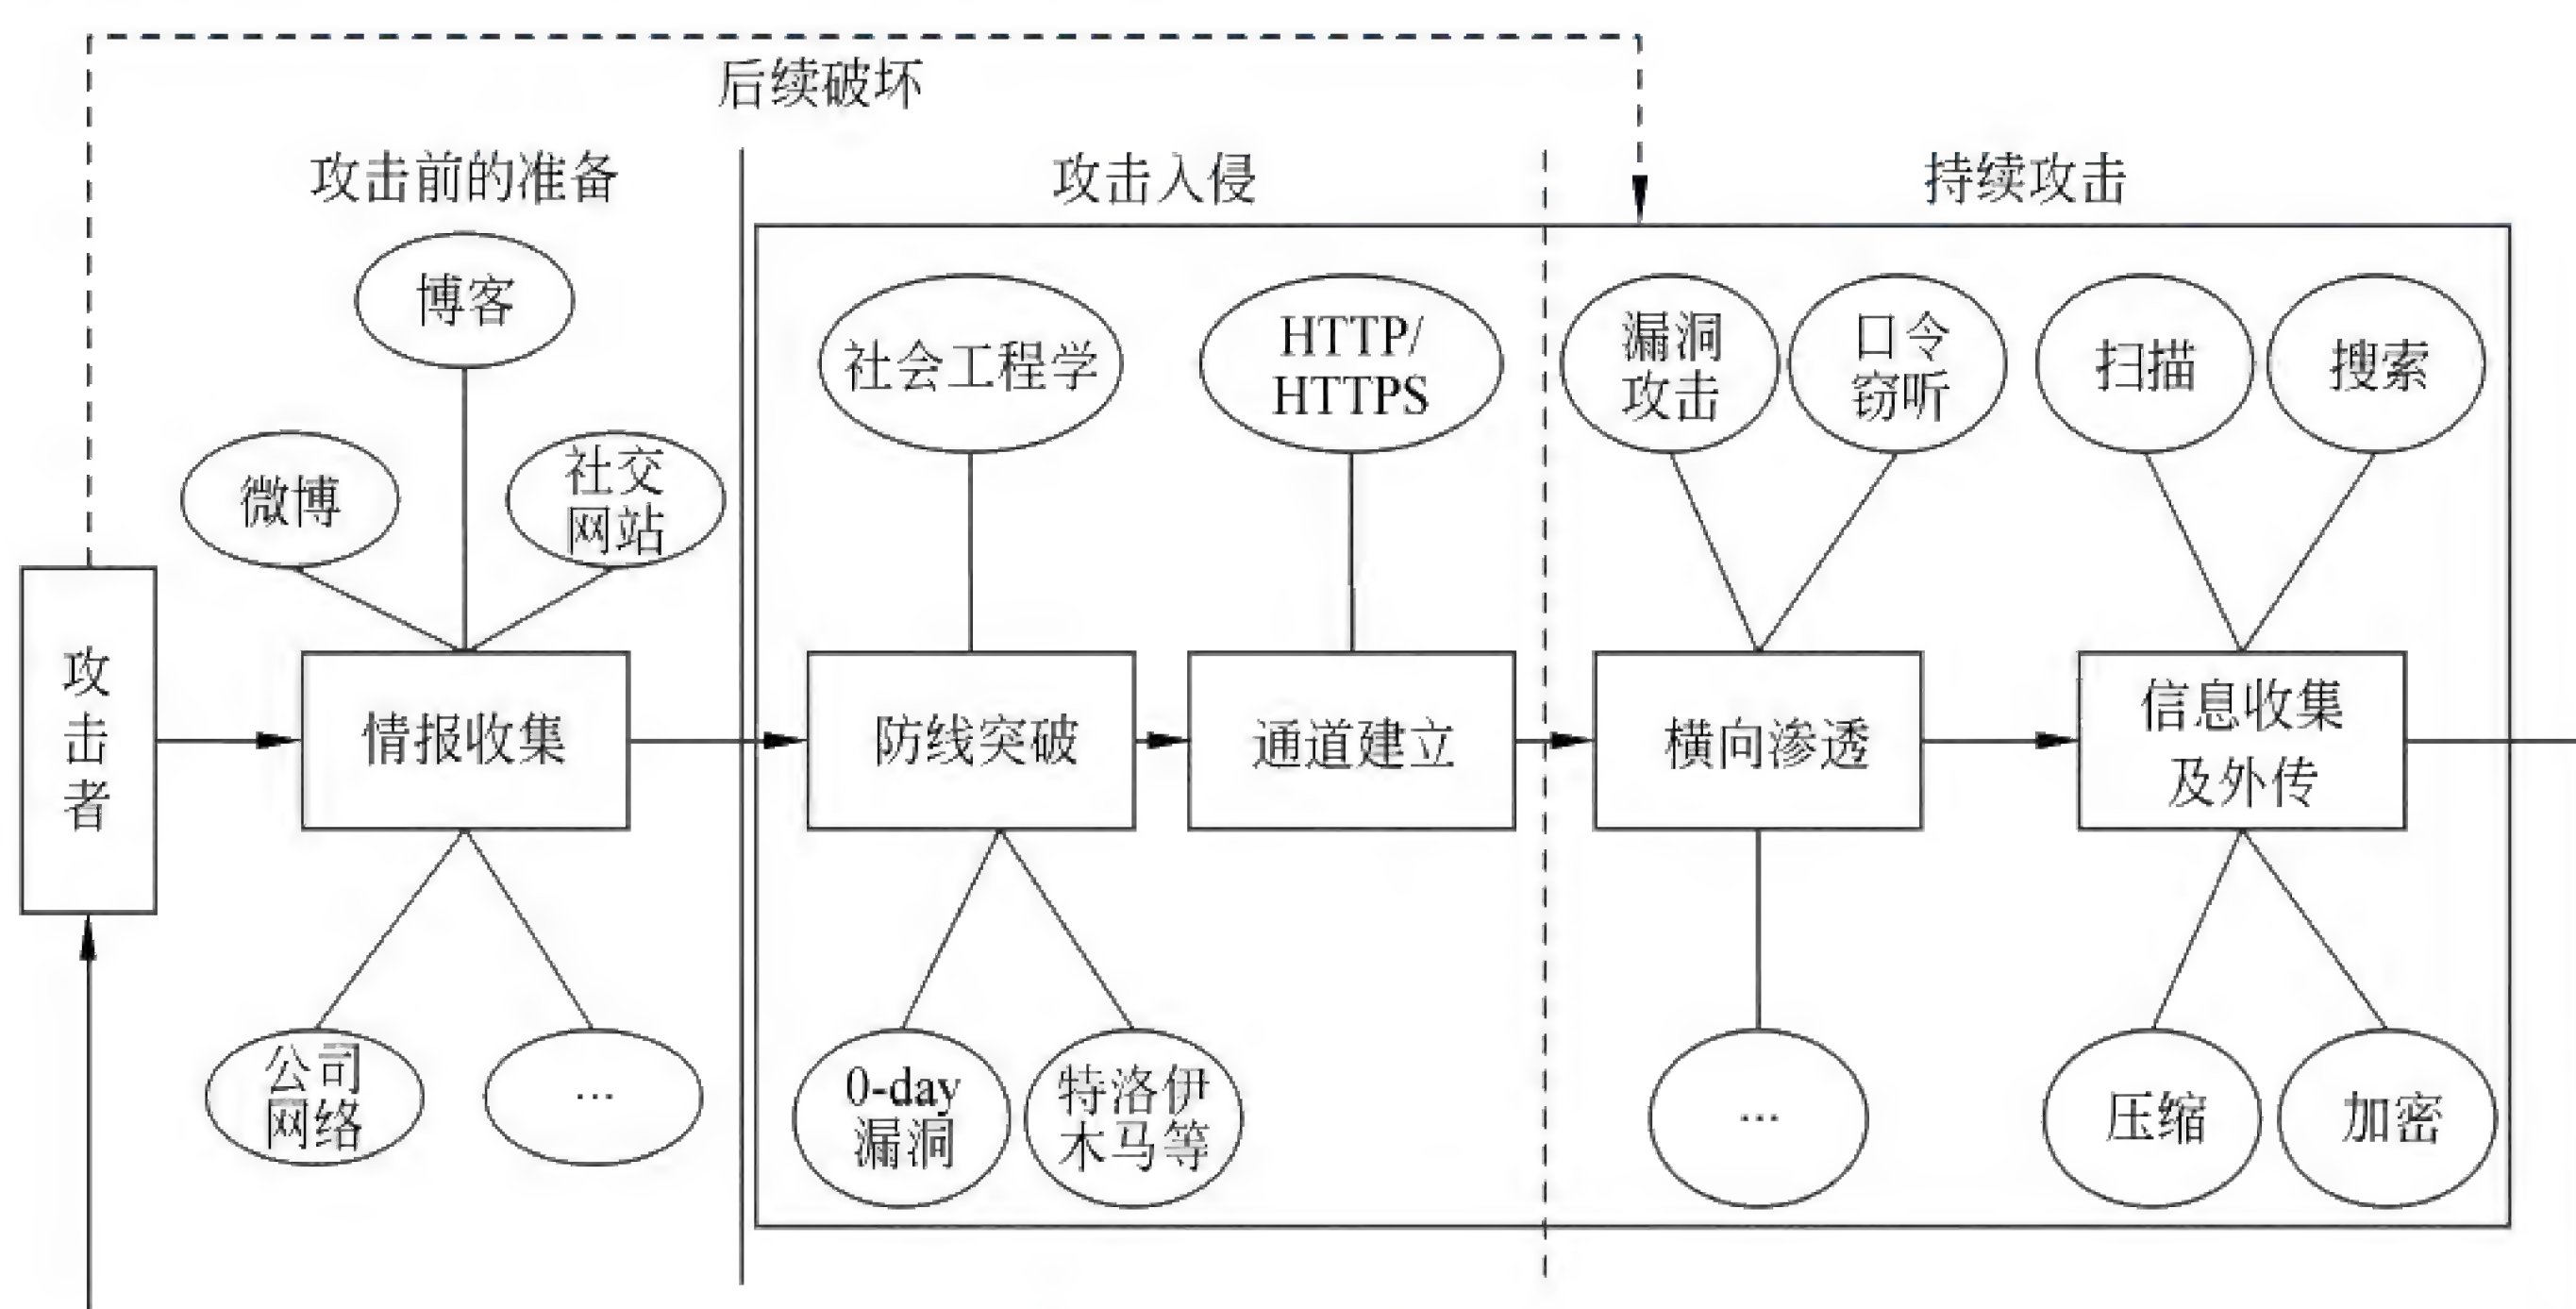 后续破坏
攻击前的准备
攻击入侵
持续攻击
博客
微博
社交
网站
社会工程学
HTTP/
HTTPS
漏洞
攻击
口令
窃听
扫描
搜索
攻
击
者
情报收集
防线突破
通道建立
横向渗透
信息收集
及外传
公司
网络
…
0-day
漏洞
特洛伊
木马等
…
压缩
加密